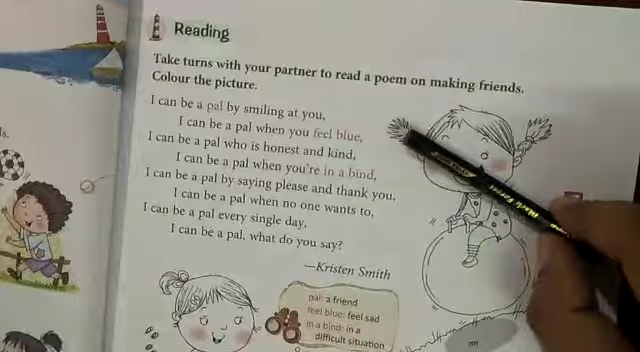 Reading
Take turns with your partner to read a poem on making friends.
Colour the picture.
I can be a pal by smiling at you,
I can be a pal when you feel blue,
I can be a pal who is honest and kind,
I can be a pal when you're in a bind,
I can be a pal by saying please and thank you,
I can be a pal when no one wants to,
I can be a pal every single day,
I can be a pal, what do you say?
—Kristen Smith
pal: a friend
feel blue: feel sad
in a bind: in a
difficult situation